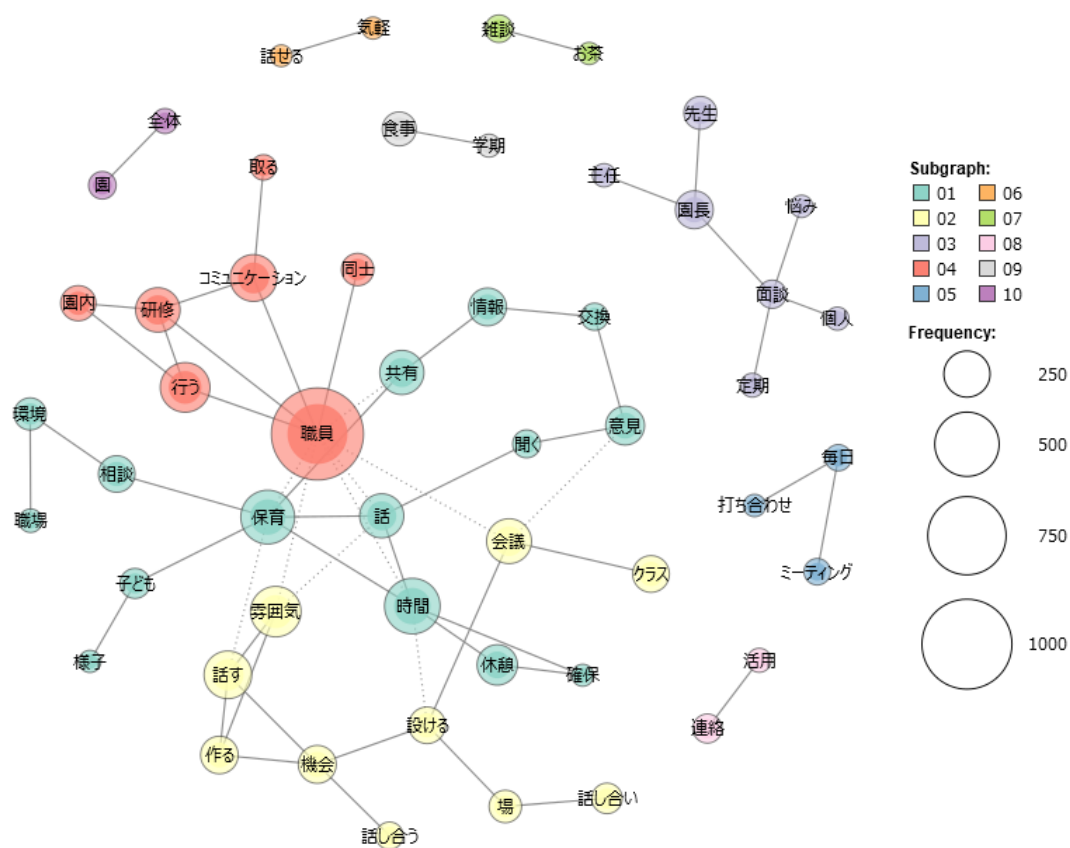 気軽
話せる
雑談
お茶
全体
園
食事
学期
先生
主任
園長
悩み
面談
個人
定期
取る
コミュニケーション
同士
園内
研修
行う
職員
情報
交換
共有
意見
聞く
環境
相談
職場
保育
話
子ども
様子
時間
休憩
確保
会議
クラス
雰囲気
話す
作る
機会
設ける
場
話し合い
話し合う
毎日
打ち合わせ
ミーティング
活用
連絡
Subgraph:
01 06
02 07
03 08
04 09
05 10
Frequency:
250
500
750
1000